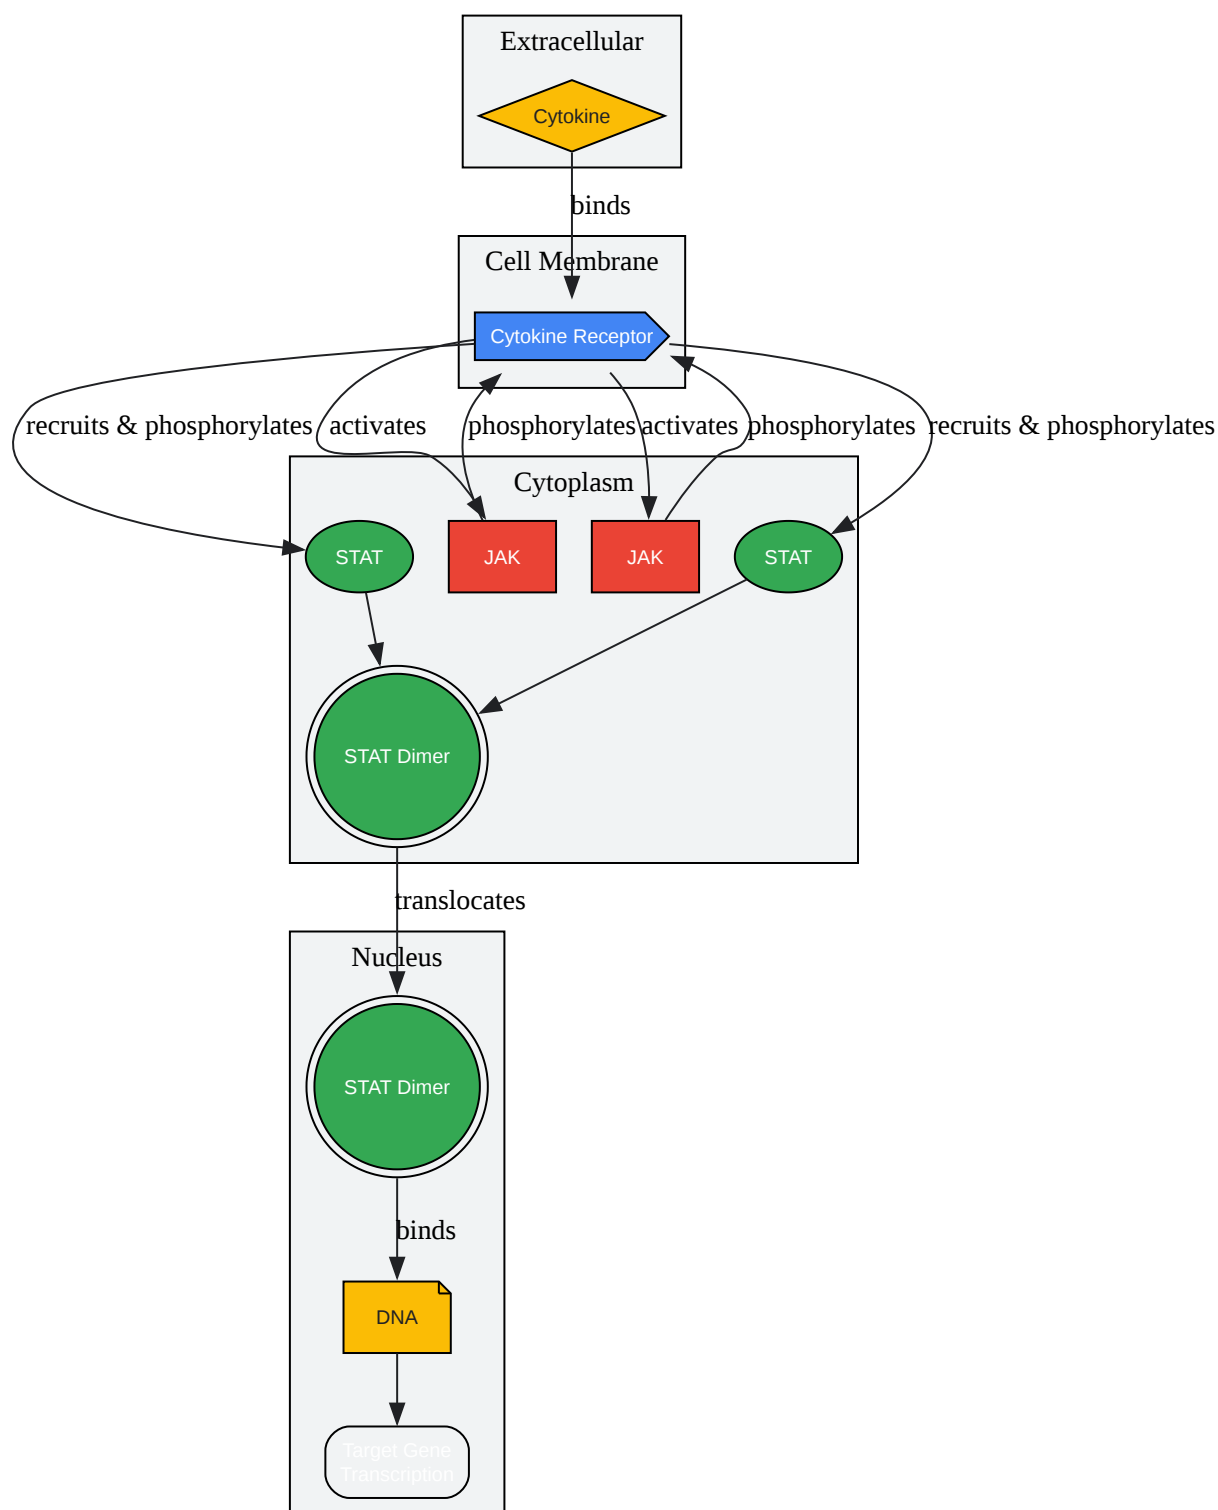 Extracellular
Cytokine
binds
Cell Membrane
Cytokine Receptor
recruits & phosphorylates
activates
phosphorylates
activates
phosphorylates
recruits & phosphorylates
Cytoplasm
STAT
JAK
JAK
STAT
STAT Dimer
translocates
Nucleus
STAT Dimer
binds
DNA
Target Gene
Transcription